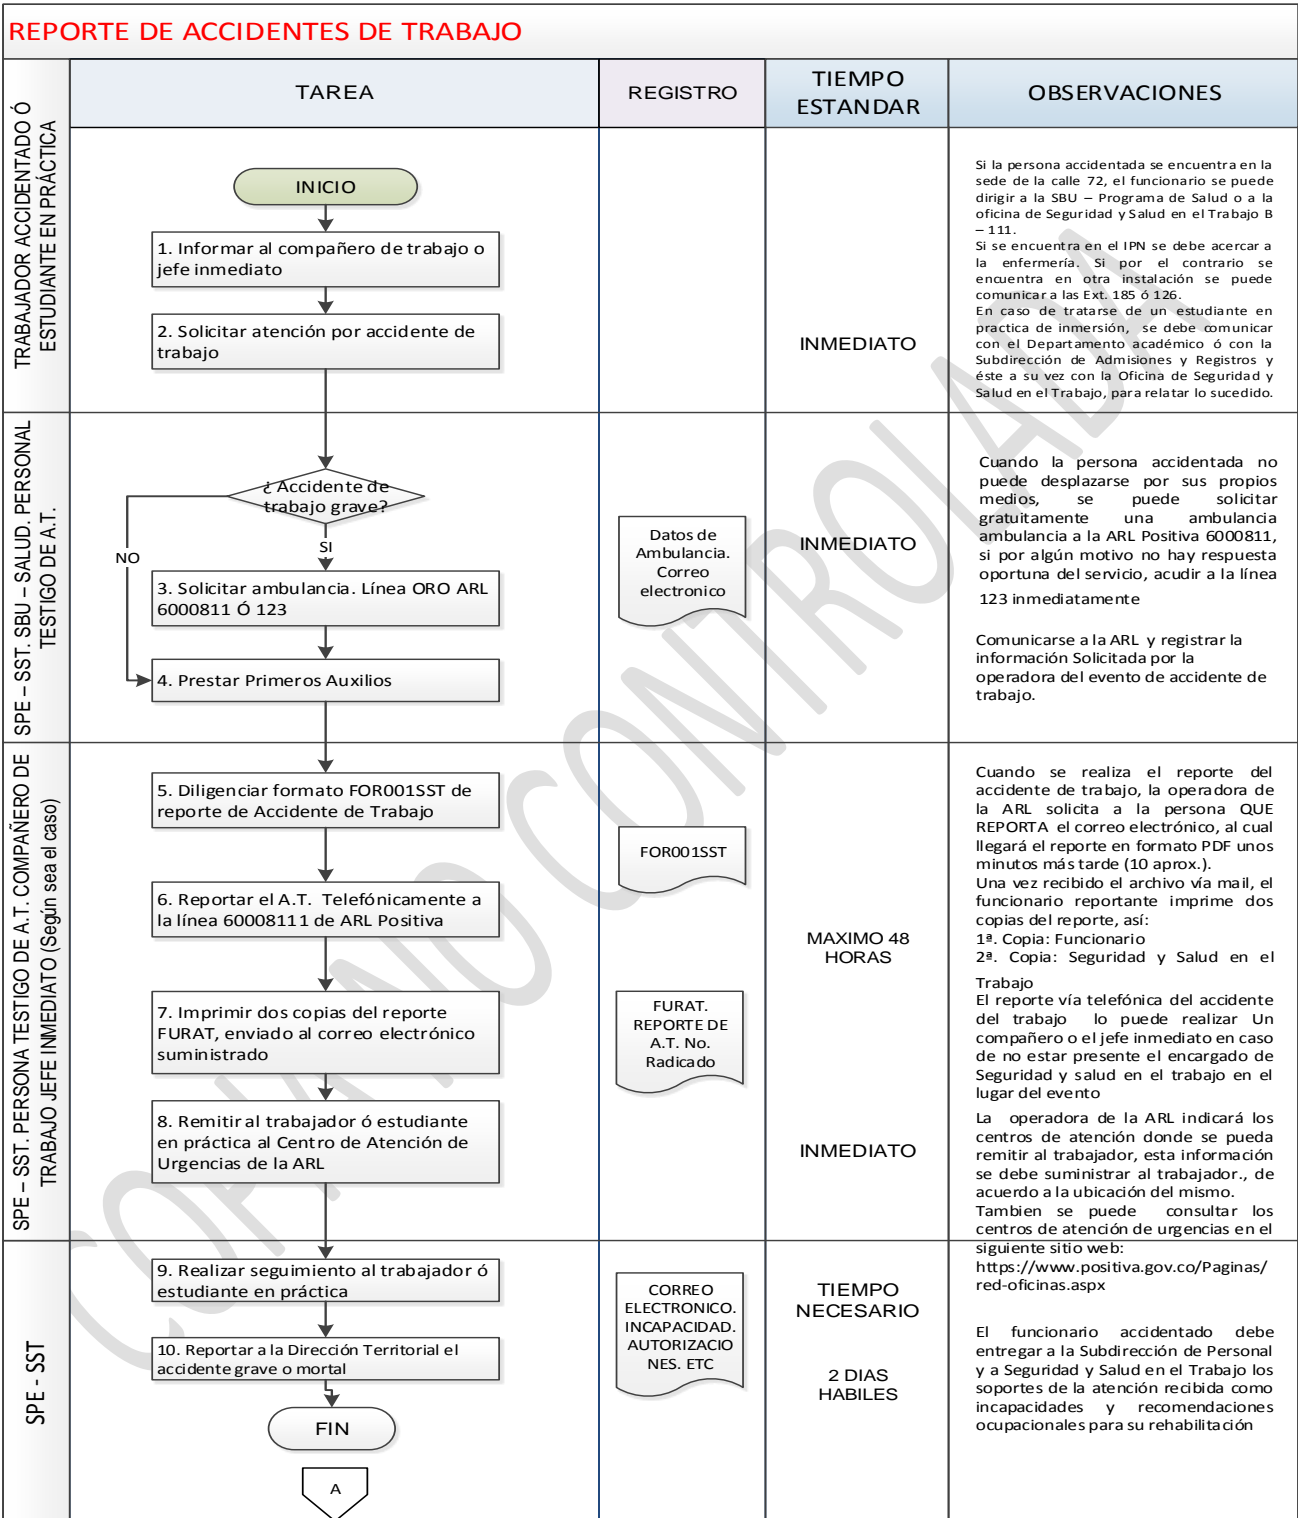 REPORTE DE ACCIDENTES DE TRABAJO
TAREA
REGISTRO
TIEMPO
ESTANDAR
OBSERVACIONES
TRABAJADOR ACCIDENTADO Ó
ESTUDIANTE EN PRÁCTICA
INICIO
1. Informar al compañero de trabajo o
jefe inmediato
2. Solicitar atención por accidente de
trabajo
INMEDIATO
Si la persona accidentada se encuentra en la
sede de la calle 72, el funcionario se puede
dirigir a la SBU – Programa de Salud o a la
oficina de Seguridad y Salud en el Trabajo B
– 111.
Si se encuentra en el IPN se debe acercar a
la enfermería. Si por el contrario se
encuentra en otra instalación se puede
comunicar a las Ext. 185 ó 126.
En caso de tratarse de un estudiante en
practica de inmersión, se debe comunicar
con el Departamento académico ó con la
Subdirección de Admisiones y Registros y
éste a su vez con la Oficina de Seguridad y
Salud en el Trabajo, para relatar lo sucedido.
SPE – SST. SBU – SALUD. PERSONAL
TESTIGO DE A.T.
¿ Accidente de
trabajo grave?
NO
SI
3. Solicitar ambulancia. Línea ORO ARL
6000811 Ó 123
4. Prestar Primeros Auxilios
Datos de
Ambulancia.
Correo
electronico
INMEDIATO
Cuando la persona accidentada no
puede desplazarse por sus propios
medios, se puede solicitar
gratuitamente una ambulancia
ambulancia a la ARL Positiva 6000811,
si por algún motivo no hay respuesta
oportuna del servicio, acudir a la línea
123 inmediatamente
Comunicarse a la ARL y registrar la
información Solicitada por la
operadora del evento de accidente de
trabajo.
SPE – SST. PERSONA TESTIGO DE A.T. COMPAÑERO DE
TRABAJO JEFE INMEDIATO (Según sea el caso)
5. Diligenciar formato FOR001SST de
reporte de Accidente de Trabajo
6. Reportar el A.T. Telefónicamente a
la línea 60008111 de ARL Positiva
7. Imprimir dos copias del reporte
FURAT, enviado al correo electrónico
suministrado
8. Remitir al trabajador ó estudiante
en práctica al Centro de Atención de
Urgencias de la ARL
FOR001SST
FURAT.
REPORTE DE
A.T. No.
Radicado
MAXIMO 48
HORAS
INMEDIATO
Cuando se realiza el reporte del
accidente de trabajo, la operadora de
la ARL solicita a la persona QUE
REPORTA el correo electrónico, al cual
llegará el reporte en formato PDF unos
minutos más tarde (10 aprox.).
Una vez recibido el archivo vía mail, el
funcionario reportante imprime dos
copias del reporte, así:
1ª. Copia: Funcionario
2ª. Copia: Seguridad y Salud en el
Trabajo
El reporte vía telefónica del accidente
del trabajo lo puede realizar Un
compañero o el jefe inmediato en caso
de no estar presente el encargado de
Seguridad y salud en el trabajo en el
lugar del evento
La operadora de la ARL indicará los
centros de atención donde se pueda
remitir al trabajador, esta información
se debe suministrar al trabajador., de
acuerdo a la ubicación del mismo.
Tambien se puede consultar los
centros de atención de urgencias en el
siguiente sitio web:
https://www.positiva.gov.co/Paginas/
red-oficinas.aspx
SPE - SST
9. Realizar seguimiento al trabajador ó
estudiante en práctica
10. Reportar a la Dirección Territorial el
accidente grave o mortal
FIN
A
CORREO
ELECTRONICO.
INCAPACIDAD.
AUTORIZACIO
NES. ETC
TIEMPO
NECESARIO
2 DIAS
HABILES
El funcionario accidentado debe
entregar a la Subdirección de Personal
y a Seguridad y Salud en el Trabajo los
soportes de la atención recibida como
incapacidades y recomendaciones
ocupacionales para su rehabilitación
COPIA NO CONTROLADA